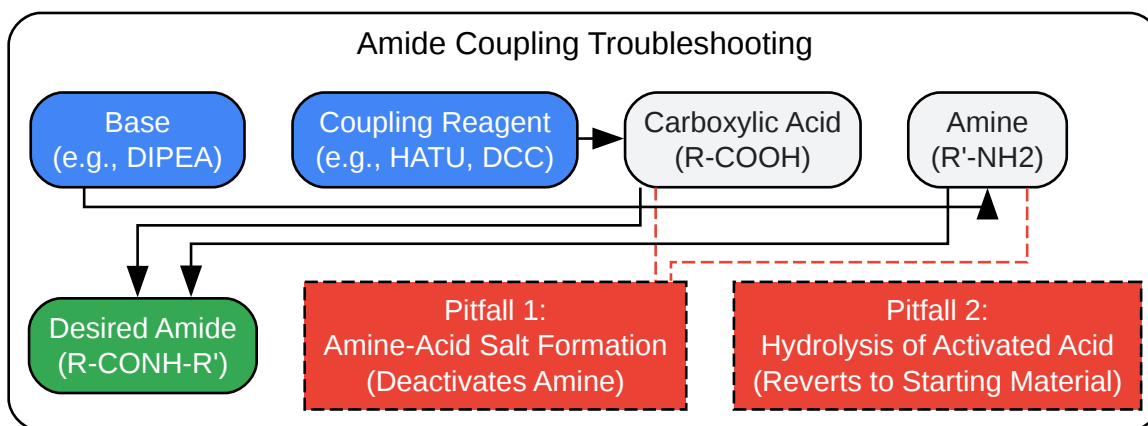 Amide Coupling Troubleshooting
Base
(e.g., DIPEA)
Coupling Reagent
(e.g., HATU, DCC)
Carboxylic Acid
(R-COOH)
Amine
(R'-NH2)
Desired Amide
(R-CONH-R')
Pitfall 1:
Amine-Acid Salt Formation
(Deactivates Amine)
Pitfall 2:
Hydrolysis of Activated Acid
(Reverts to Starting Material)